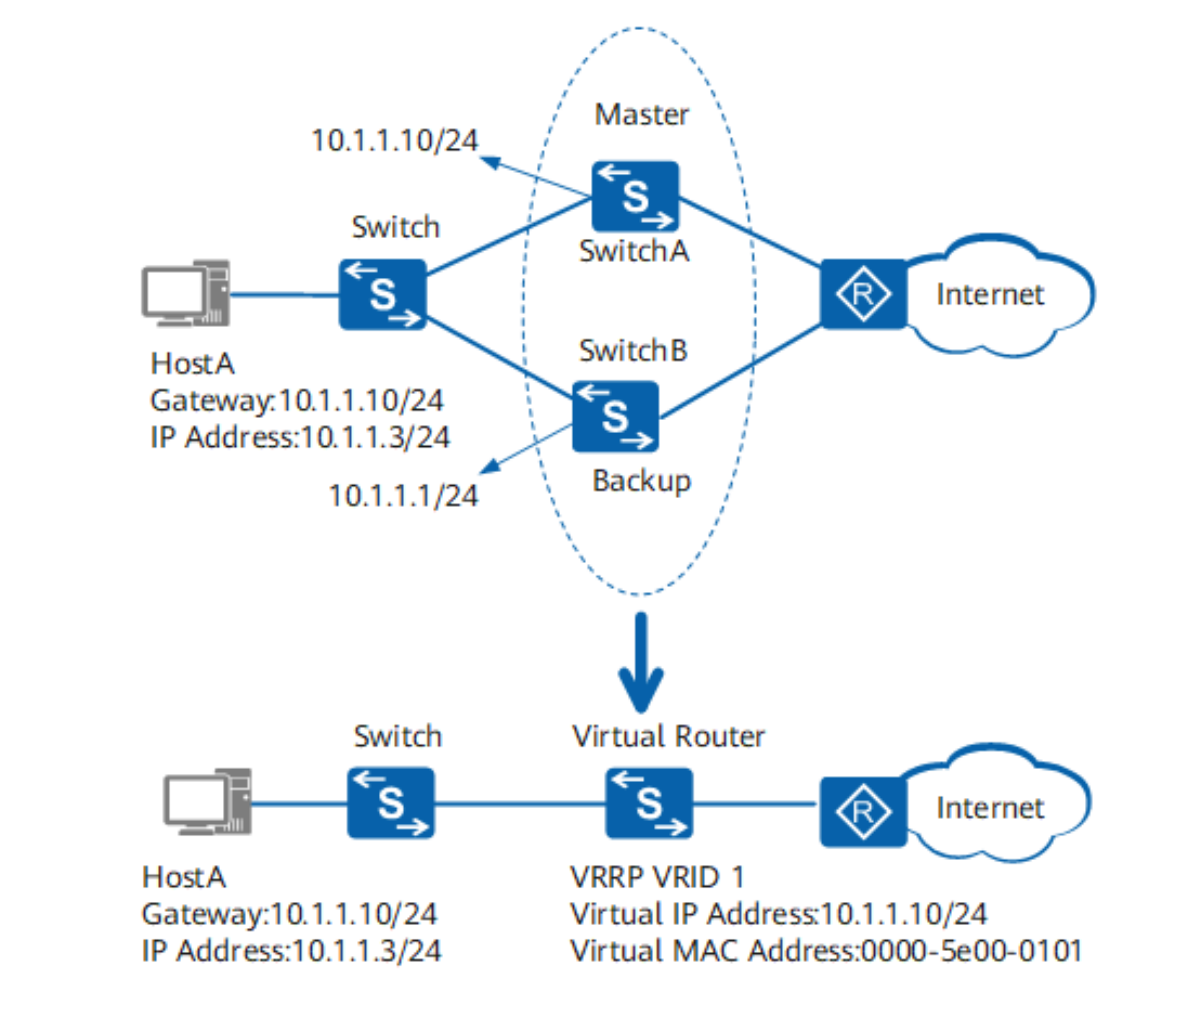 Master
10.1.1.10/24
S
SwitchA
Switch
S
R
Internet
HostA
Gateway:10.1.1.10/24
IP Address:10.1.1.3/24
SwitchB
S
Backup
10.1.1.1/24
Switch
Virtual Router
S
S
R
Internet
HostA
Gateway:10.1.1.10/24
IP Address:10.1.1.3/24
VRRP VRID 1
Virtual IP Address:10.1.1.10/24
Virtual MAC Address:0000-5e00-0101